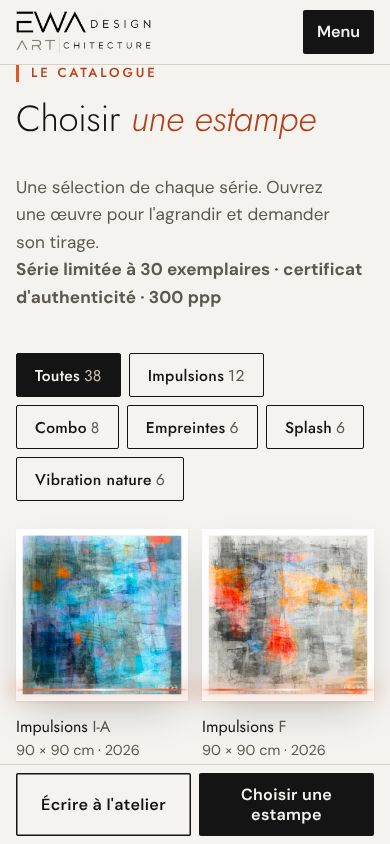 EWA DESIGN
ART CHITECTURE
Menu
LE CATALOGUE
Choisir une estampe
Une sélection de chaque série. Ouvrez
une œuvre pour l'agrandir et demander
son tirage.
Série limitée à 30 exemplaires · certificat
d'authenticité · 300 ppp
Toutes 38
Impulsions 12
Combo 8
Empreintes 6
Splash 6
Vibration nature 6
Impulsions I-A
90 × 90 cm · 2026
Impulsions F
90 × 90 cm · 2026
Écrire à l'atelier
Choisir une
estampe